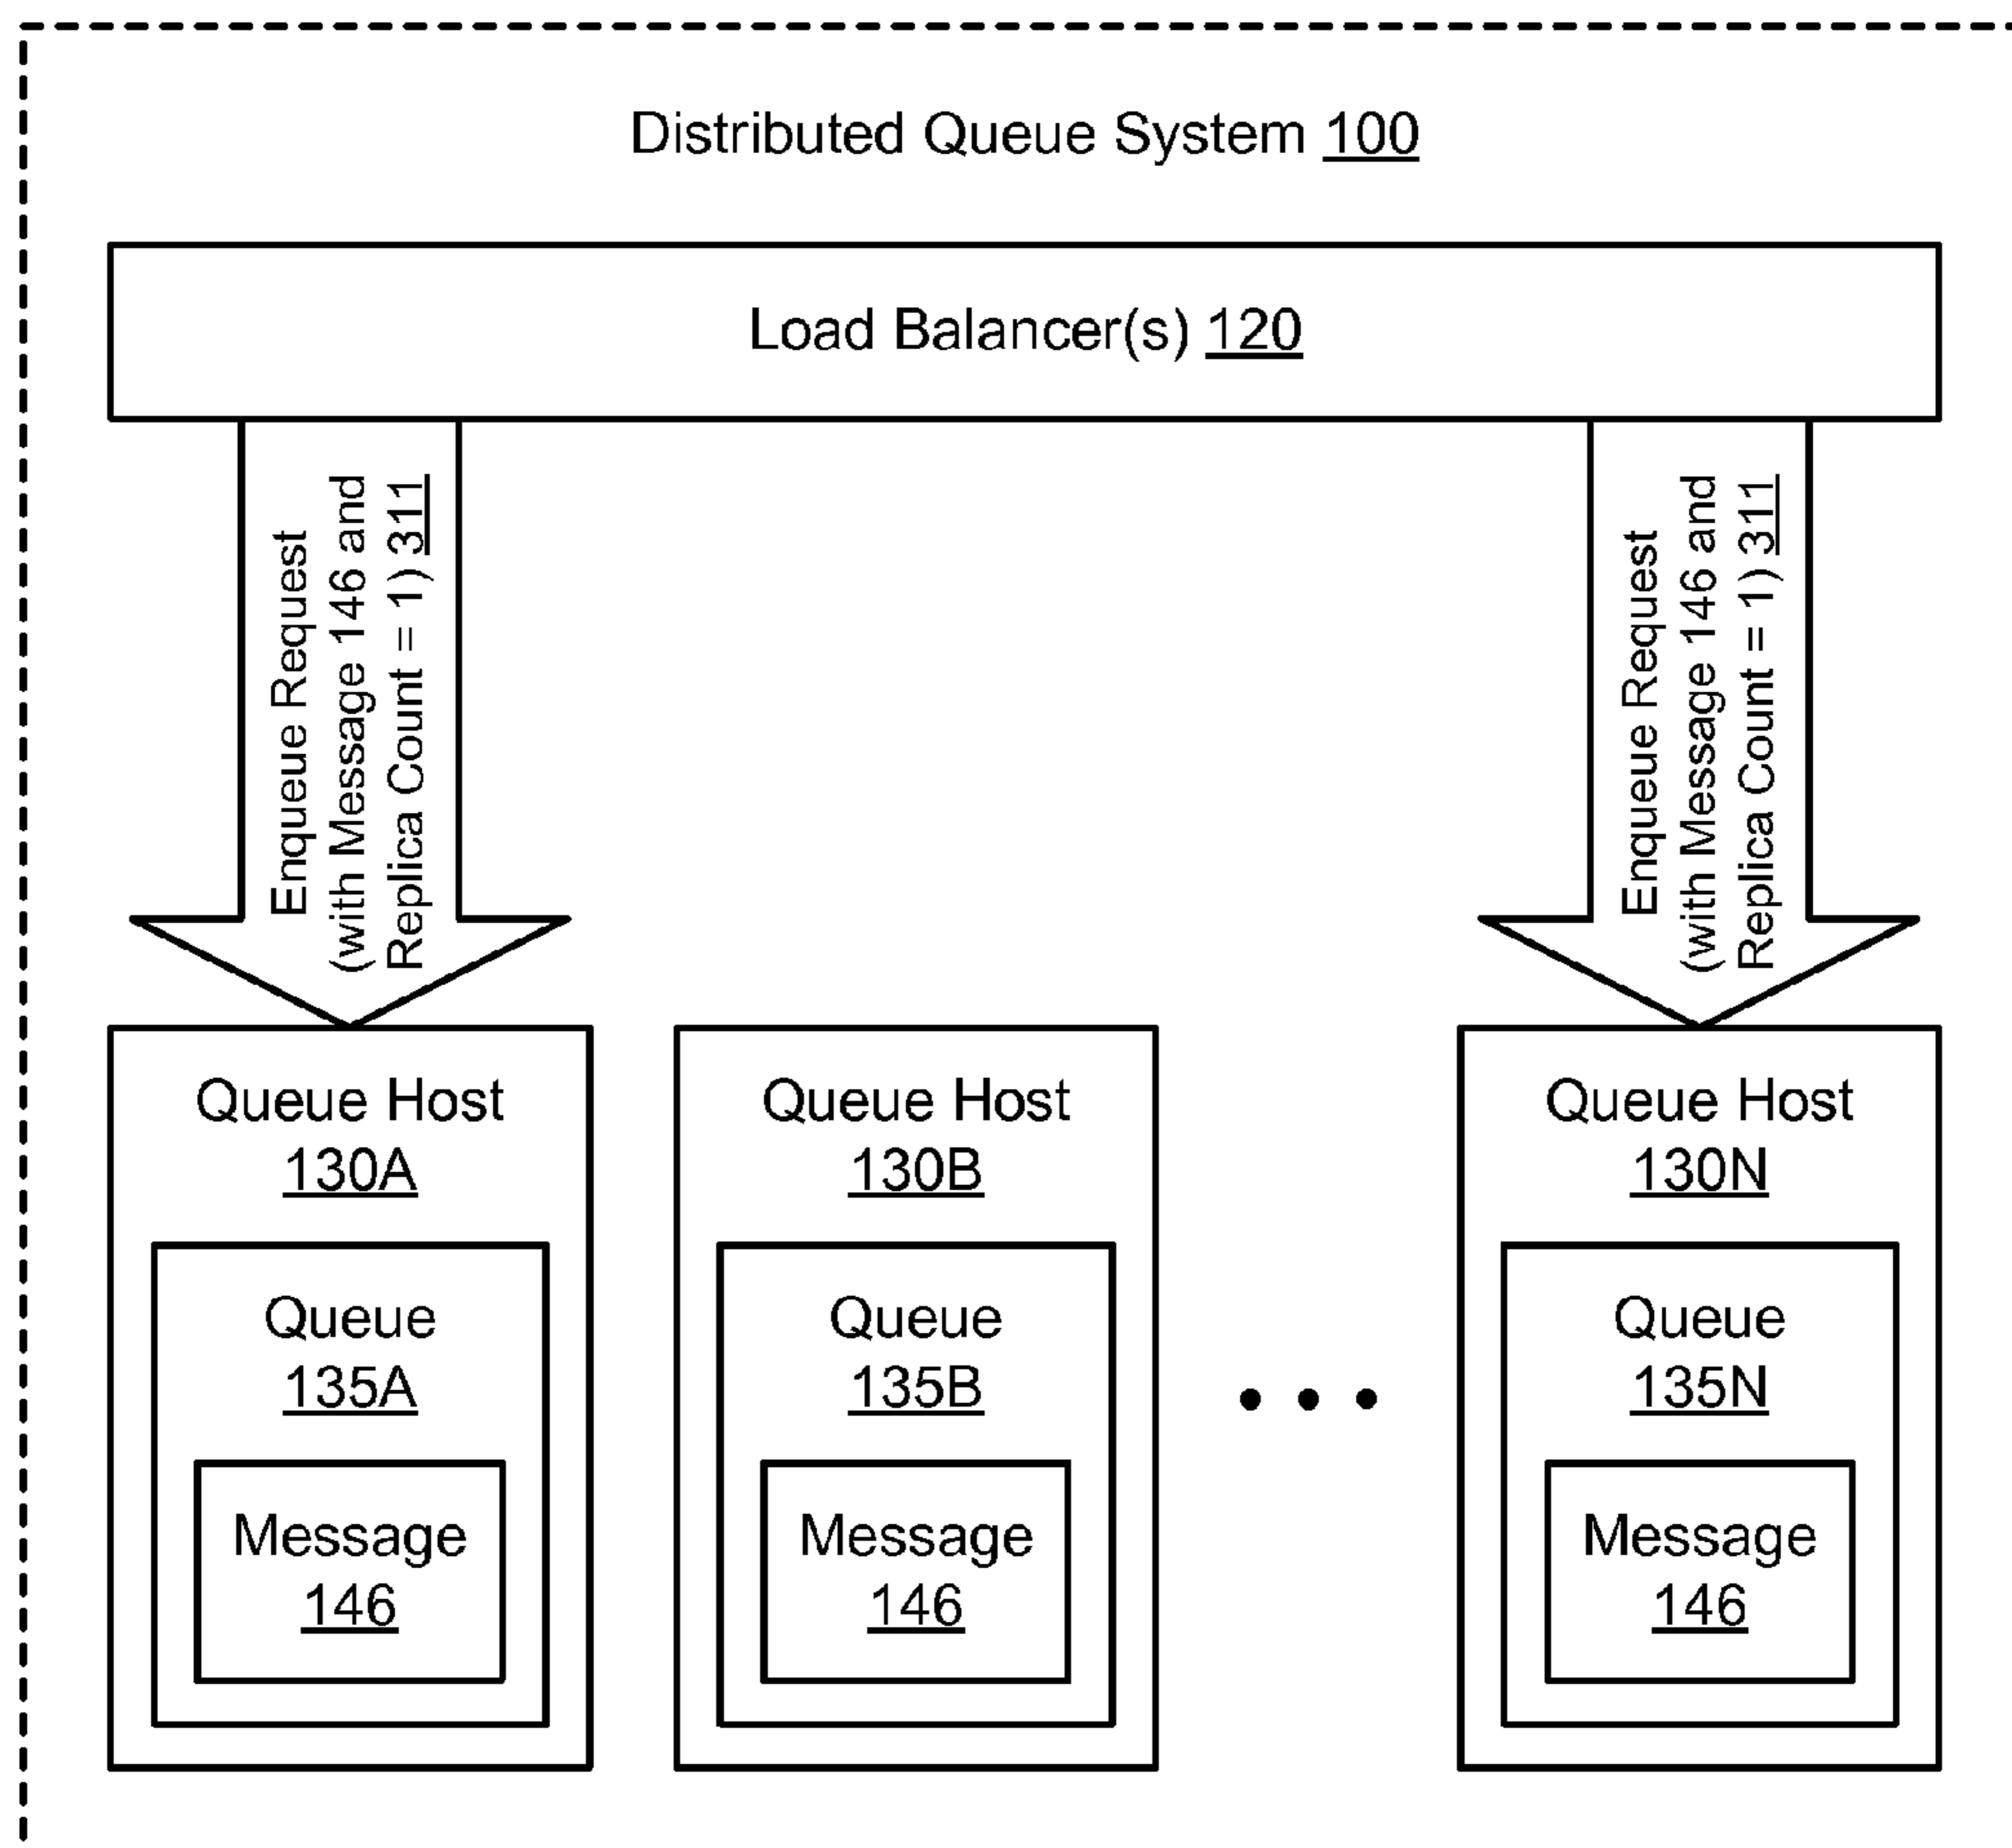 Distributed Queue System 100
Load Balancer(s) 120
Enqueue Request
(with Message 146 and
Replica Count = 1) 311
Enqueue Request
(with Message 146 and
Replica Count = 1) 311
Queue Host
130A
Queue
135A
Message
146
Queue Host
130B
Queue
135B
Message
146
Queue Host
130N
Queue
135N
Message
146